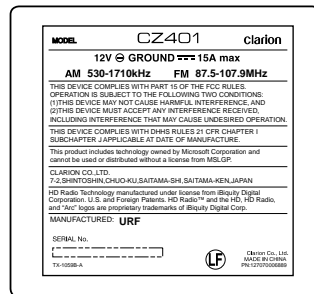 MODEL CZ401 Clarion
12V ⊖ GROUND ⎓ 15A max
AM 530-1710kHz FM 87.5-107.9MHz
THIS DEVICE COMPLIES WITH PART 15 OF THE FCC RULES.
OPERATION IS SUBJECT TO THE FOLLOWING TWO CONDITIONS:
(1)THIS DEVICE MAY NOT CAUSE HARMFUL INTERFERENCE, AND
(2)THIS DEVICE MUST ACCEPT ANY INTERFERENCE RECEIVED,
INCLUDING INTERFERENCE THAT MAY CAUSE UNDESIRED OPERATION.
THIS DEVICE COMPLIES WITH DHHS RULES 21 CFR CHAPTER I
SUBCHAPTER J APPLICABLE AT DATE OF MANUFACTURE.
This product includes technology owned by Microsoft Corporation and
cannot be used or distributed without a license from MSLGP.
CLARION CO.,LTD.
7-2,SHINTOSHIN,CHUO-KU,SAITAMA-SHI,SAITAMA-KEN,JAPAN
HD Radio Technology manufactured under license from iBiquity Digital
Corporation. U.S. and Foreign Patents. HD Radio™ and the HD, HD Radio,
and "Arc" logos are proprietary trademarks of iBiquity Digital Corp.
MANUFACTURED: URF
SERIAL No.
TX-1059B-A
LF
Clarion Co., Ltd.
MADE IN CHINA
PN:127070006889